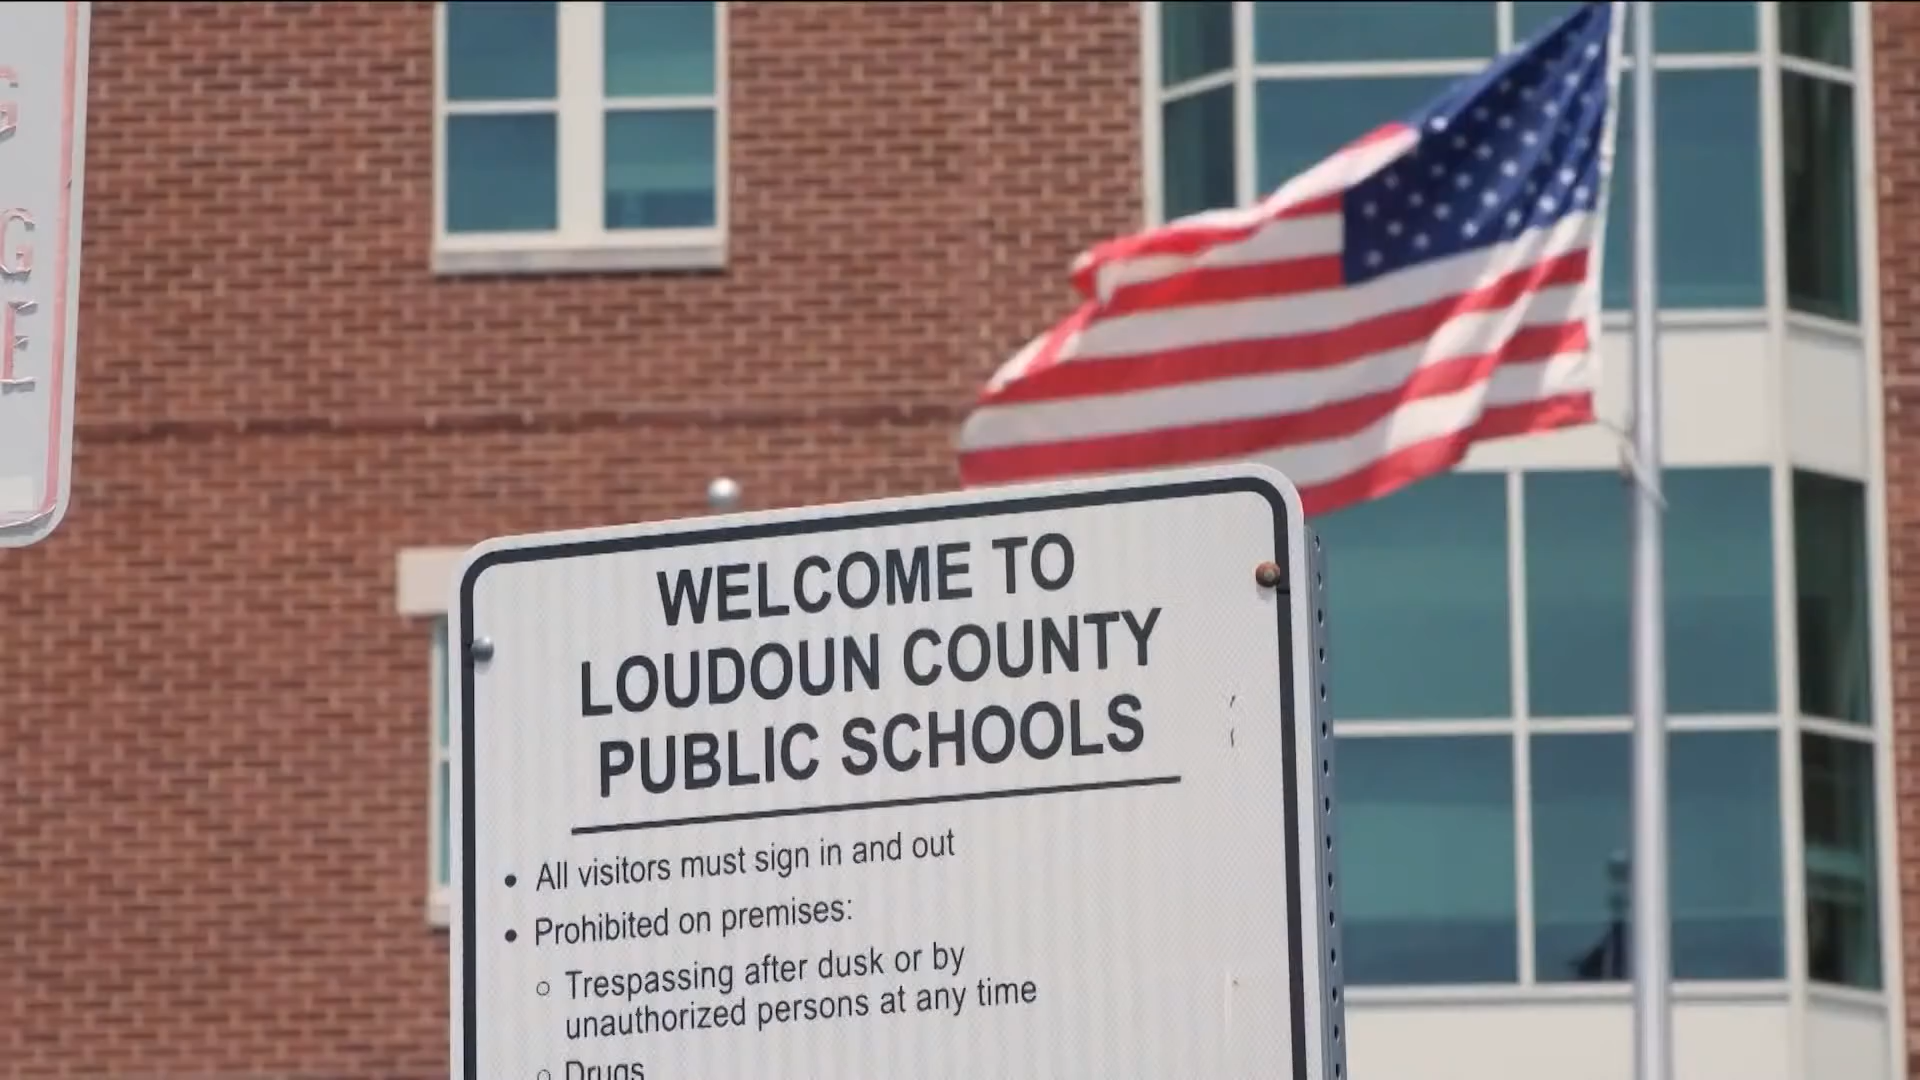 WELCOME TO
LOUDOUN COUNTY
PUBLIC SCHOOLS
• All visitors must sign in and out
• Prohibited on premises:
○ Trespassing after dusk or by
unauthorized persons at any time
○ Drugs
G
G
E